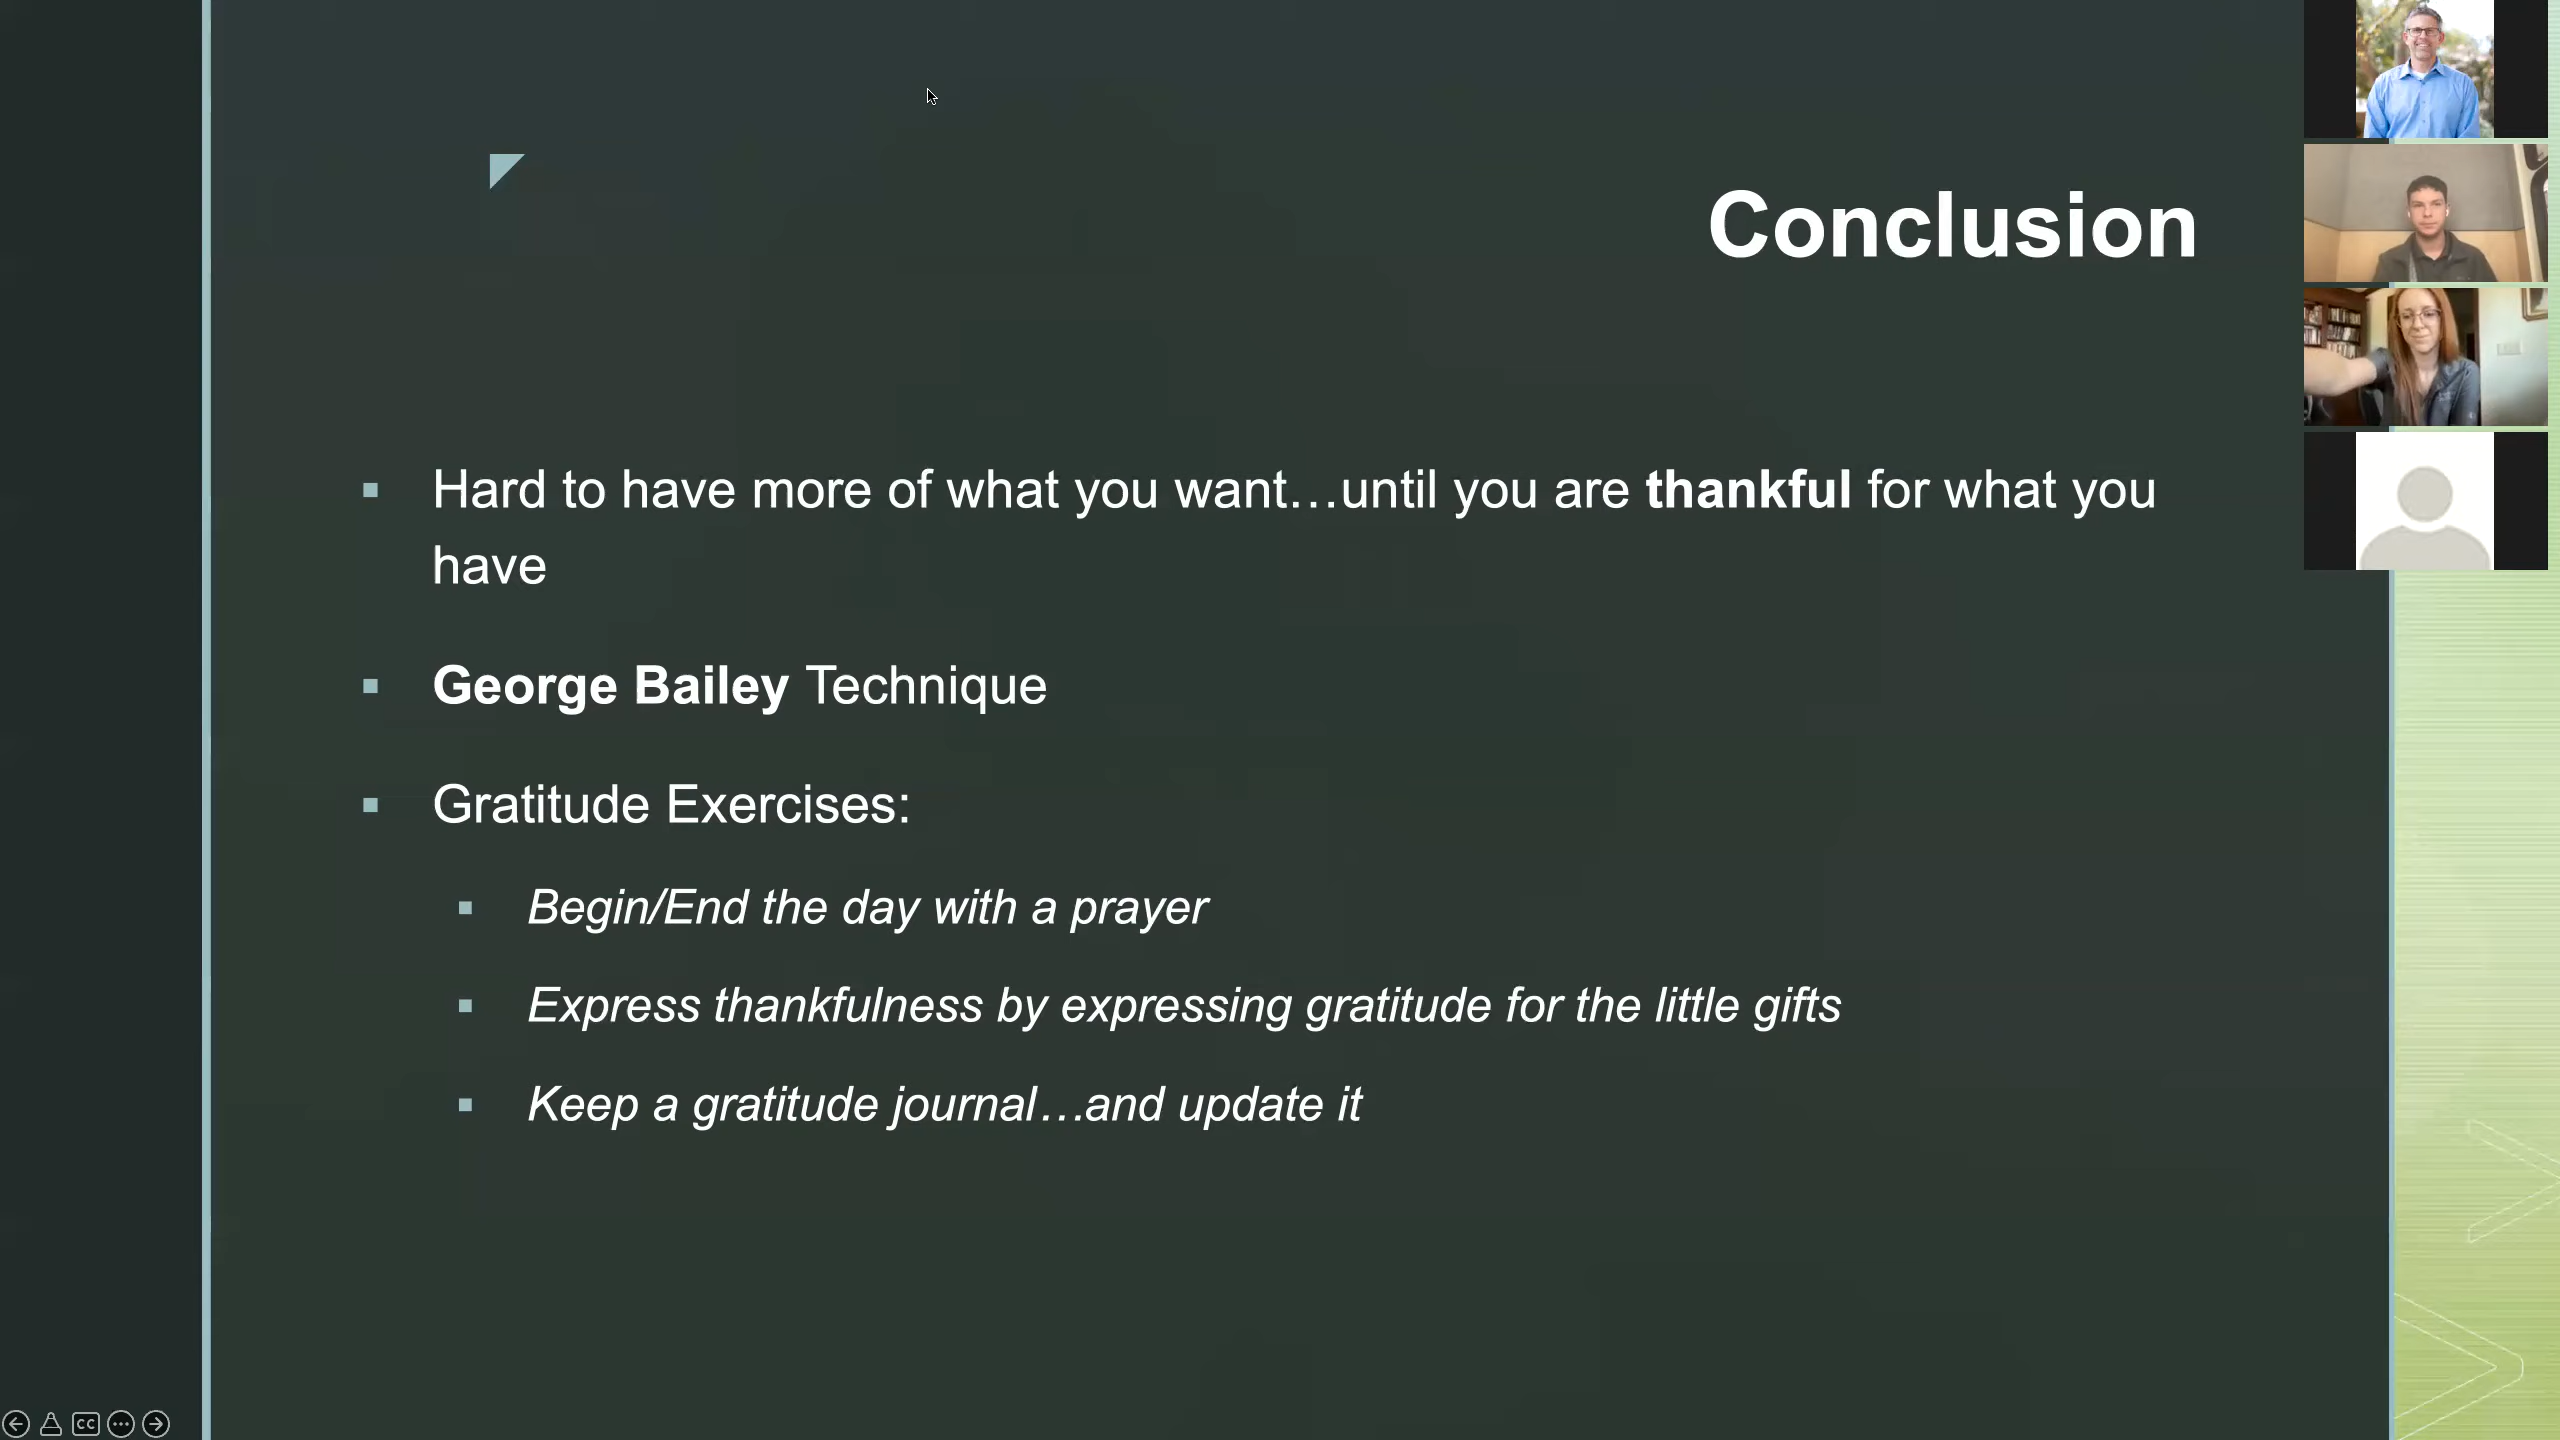 Conclusion
Hard to have more of what you want…until you are thankful for what you
have
George Bailey Technique
Gratitude Exercises:
Begin/End the day with a prayer
Express thankfulness by expressing gratitude for the little gifts
Keep a gratitude journal…and update it
CC